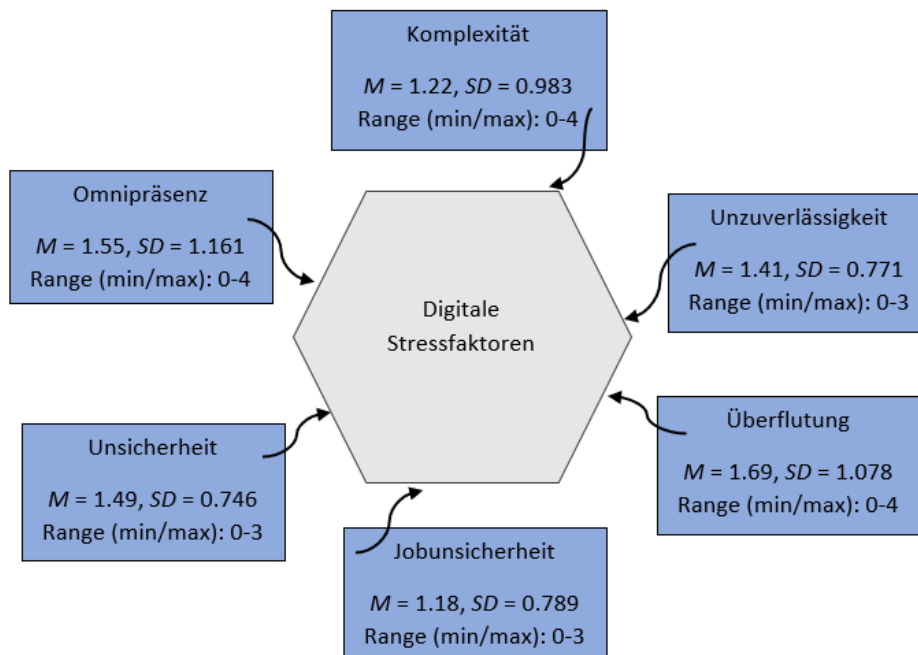 Komplexität
M = 1.22, SD = 0.983
Range (min/max): 0-4
Omnipräsenz
M = 1.55, SD = 1.161
Range (min/max): 0-4
Unzuverlässigkeit
M = 1.41, SD = 0.771
Range (min/max): 0-3
Digitale
Stressfaktoren
Unsicherheit
M = 1.49, SD = 0.746
Range (min/max): 0-3
Überflutung
M = 1.69, SD = 1.078
Range (min/max): 0-4
Jobunsicherheit
M = 1.18, SD = 0.789
Range (min/max): 0-3